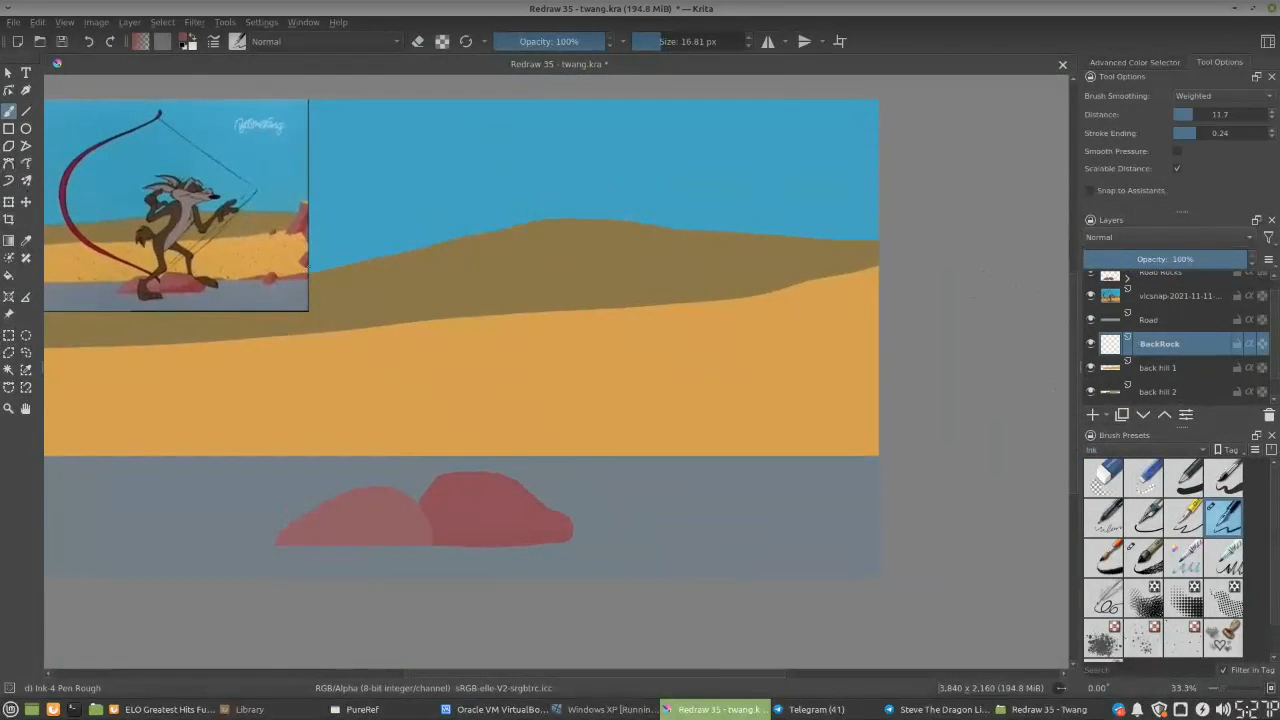 Redraw 35 - twang.kra (194.8 MiB) * — Krita
File Edit View Image Layer Select Filter Tools Settings Window Help
Normal Opacity: 100% Size: 16.81 px
Redraw 35 - twang.kra *
Advanced Color Selector Tool Options
Tool Options
Brush Smoothing: Weighted
Distance: 11.7
Stroke Ending: 0.24
Smooth Pressure:
Scalable Distance: ✓
Snap to Assistants
Layers
Normal
Opacity: 100%
Road Rocks
vlcsnap-2021-11-11-...
Road
BackRock
back hill 1
back hill 2
Brush Presets
Ink Tag
Search Filter in Tag
d) Ink-4 Pen Rough RGB/Alpha (8-bit integer/channel) sRGB-elle-V2-srgbtrc.icc 3,840 x 2,160 (194.8 MiB) 0.00° 33.3%
ELO Greatest Hits Fu... Library PureRef Oracle VM VirtualBo... Windows XP [Runnin... Redraw 35 - twang.k... Telegram (41) Steve The Dragon Li... Redraw 35 - Twang